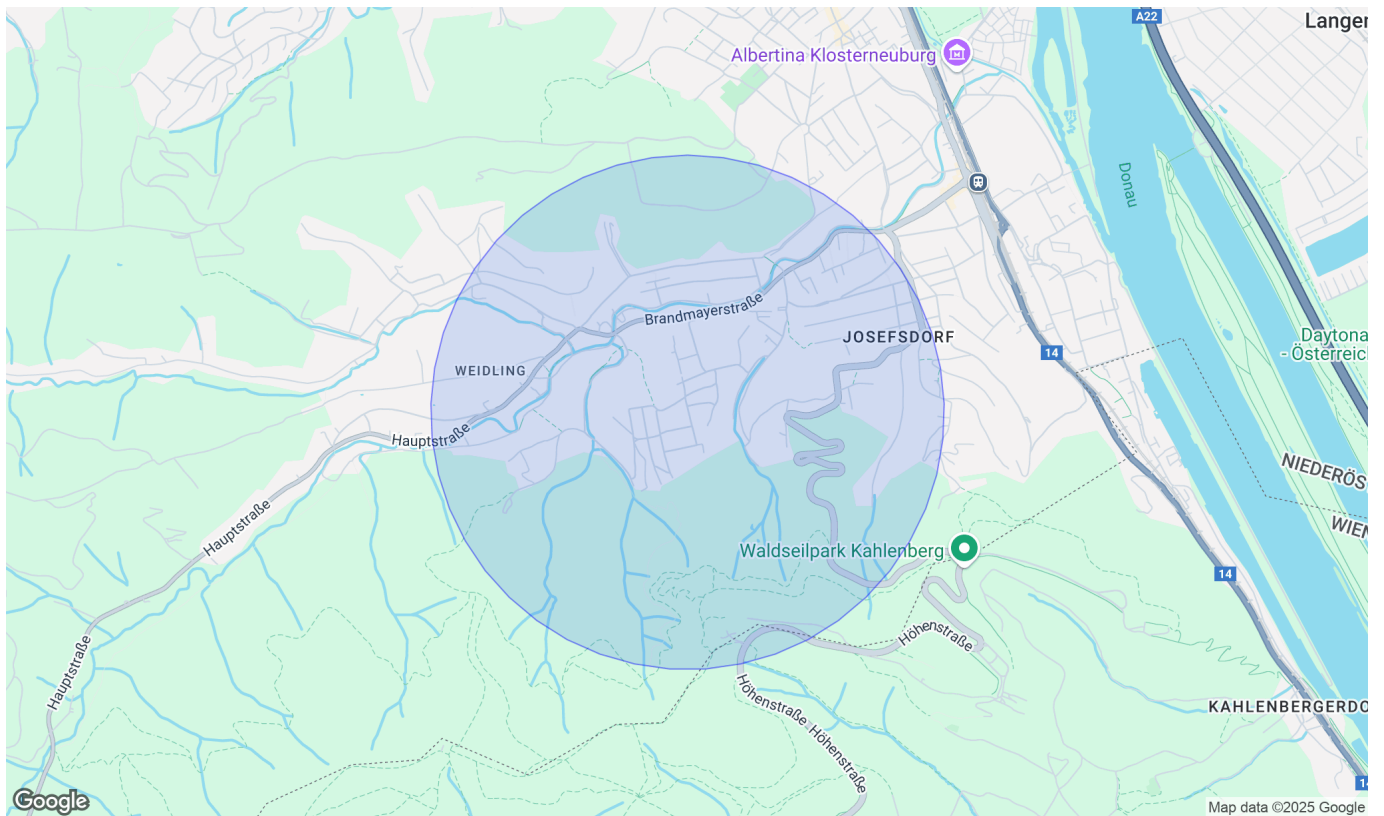 A22
Langer
Albertina Klosterneuburg
Donau
Brandmayerstraße
JOSEFSDORF
Daytona
- Österreich
14
WEIDLING
Hauptstraße
NIEDERÖS
WIEN
Hauptstraße
Waldseilpark Kahlenberg
14
Höhenstraße
Hauptstraße
Höhenstraße
Höhenstraße
KAHLENBERGERDO
14
Google
Map data ©2025 Google